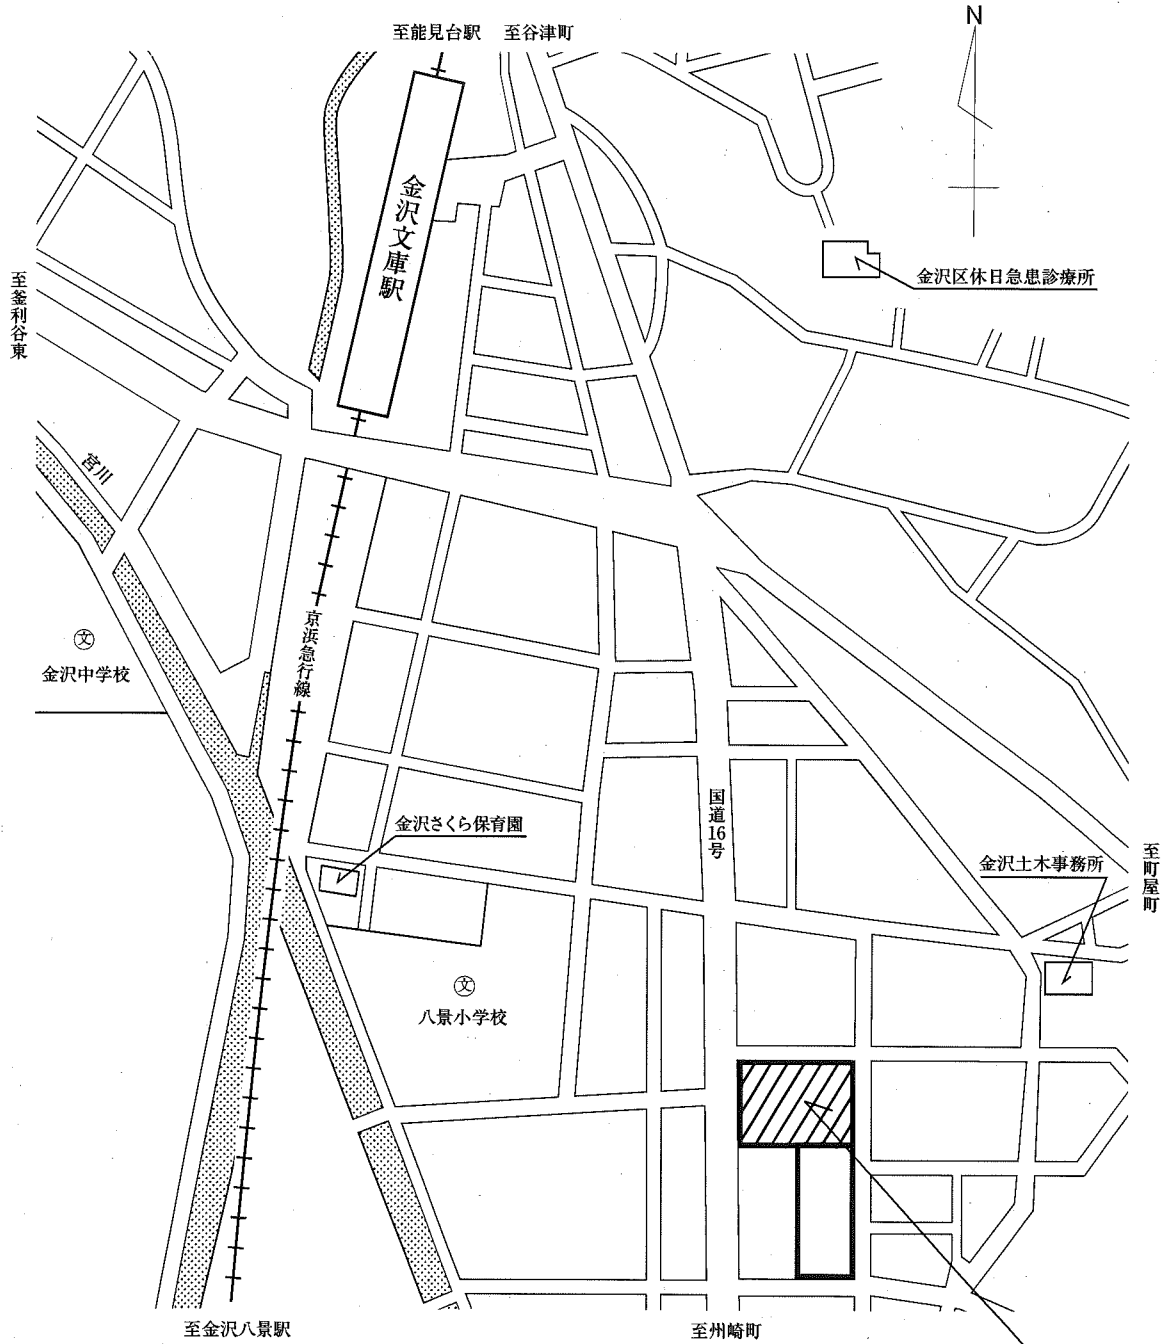 至能見台駅
至谷津町
N
金沢文庫駅
金沢区休日急患診療所
至釜利谷東
宮川
京浜急行線
文
金沢中学校
国道16号
金沢さくら保育園
金沢土木事務所
至町屋町
文
八景小学校
至金沢八景駅
至州崎町